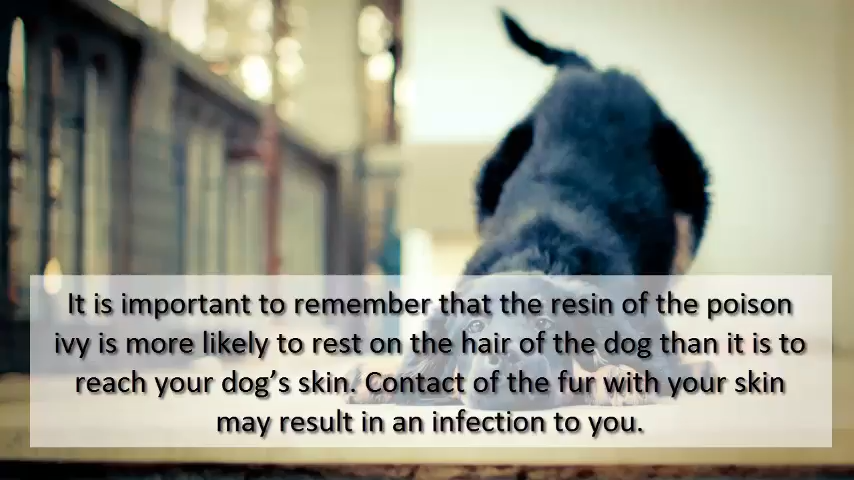 It is important to remember that the resin of the poison
ivy is more likely to rest on the hair of the dog than it is to
reach your dog’s skin. Contact of the fur with your skin
may result in an infection to you.